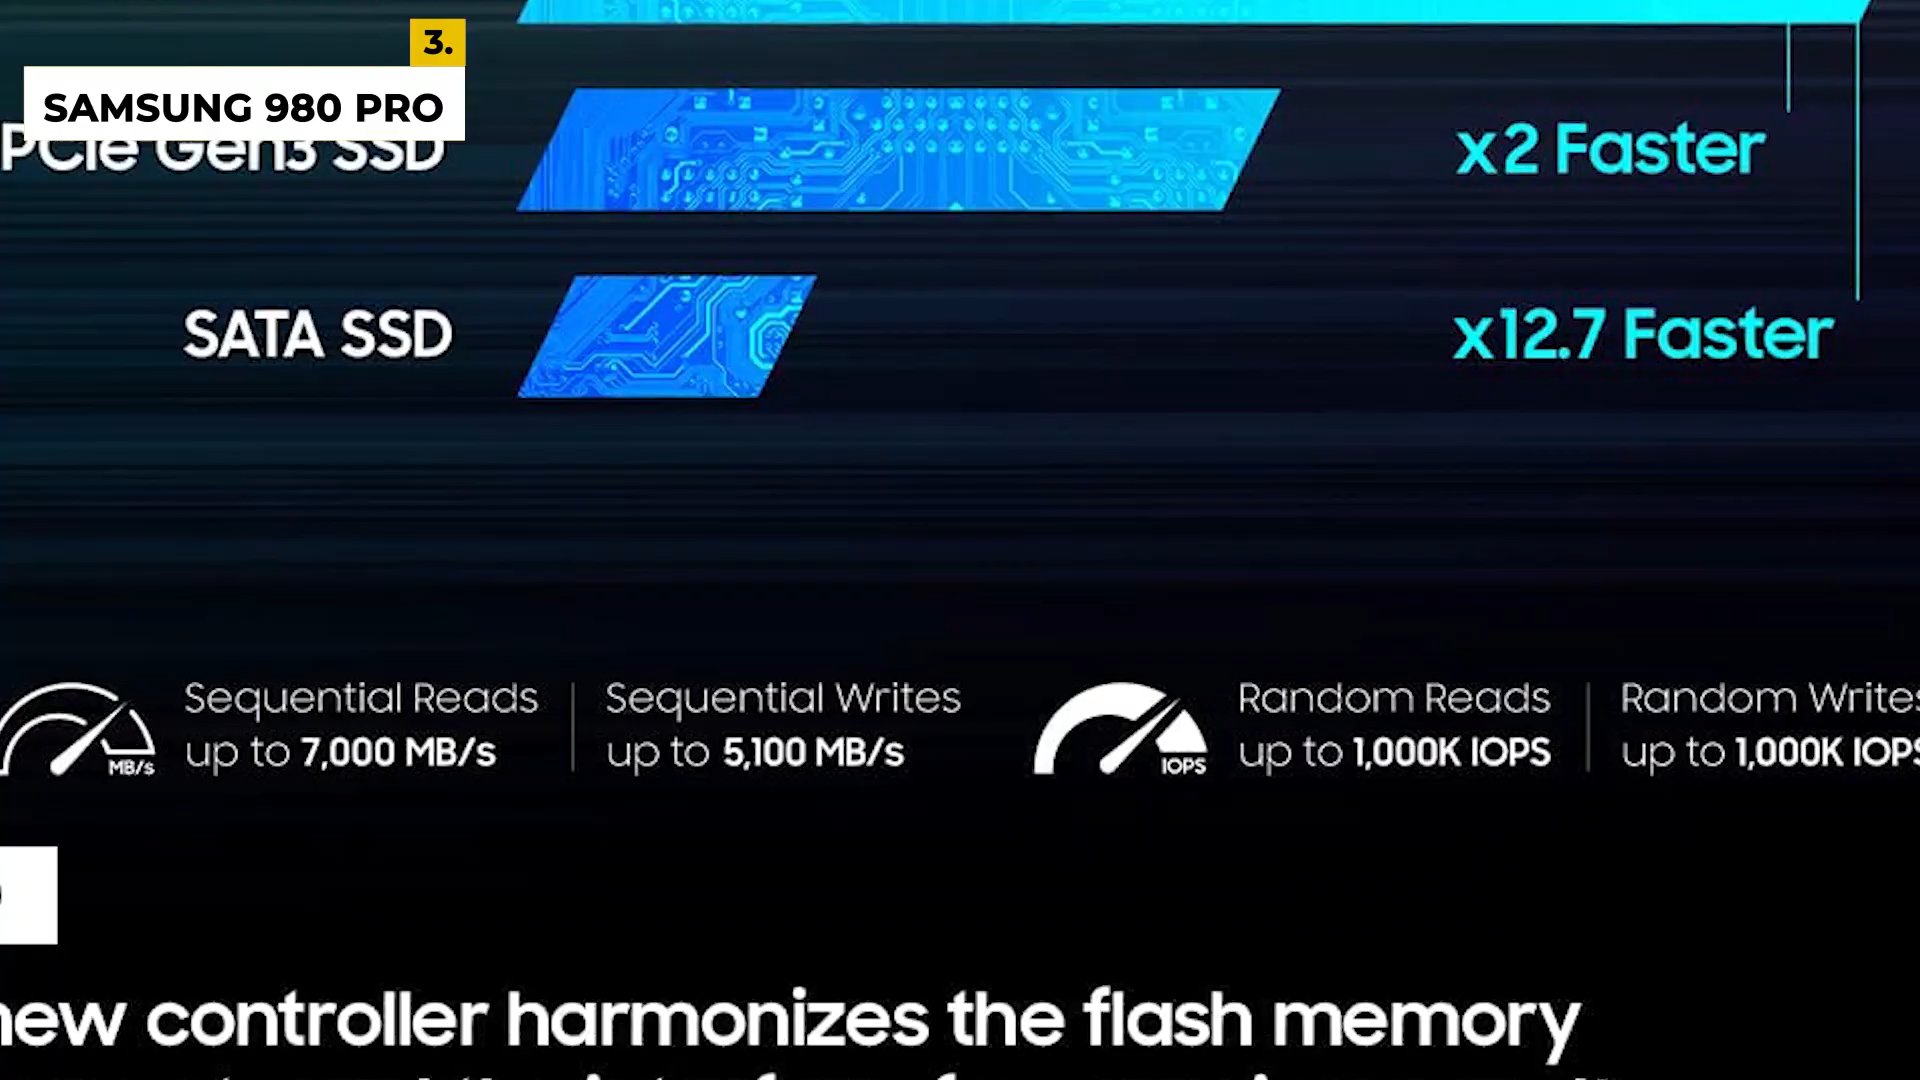 3.
SAMSUNG 980 PRO
PCIe Gen3 SSD
x2 Faster
SATA SSD
x12.7 Faster
MB/s
Sequential Reads
up to 7,000 MB/s
Sequential Writes
up to 5,100 MB/s
IOPS
Random Reads
up to 1,000K IOPS
Random Writes
up to 1,000K IOPS
new controller harmonizes the flash memory